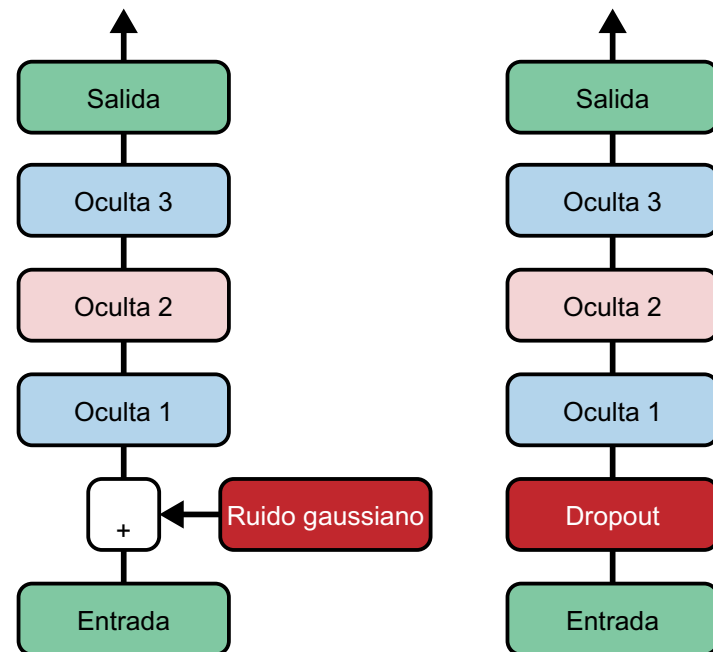 Salida
Oculta 3
Oculta 2
Oculta 1
+
Ruido gaussiano
Entrada
Salida
Oculta 3
Oculta 2
Oculta 1
Dropout
Entrada